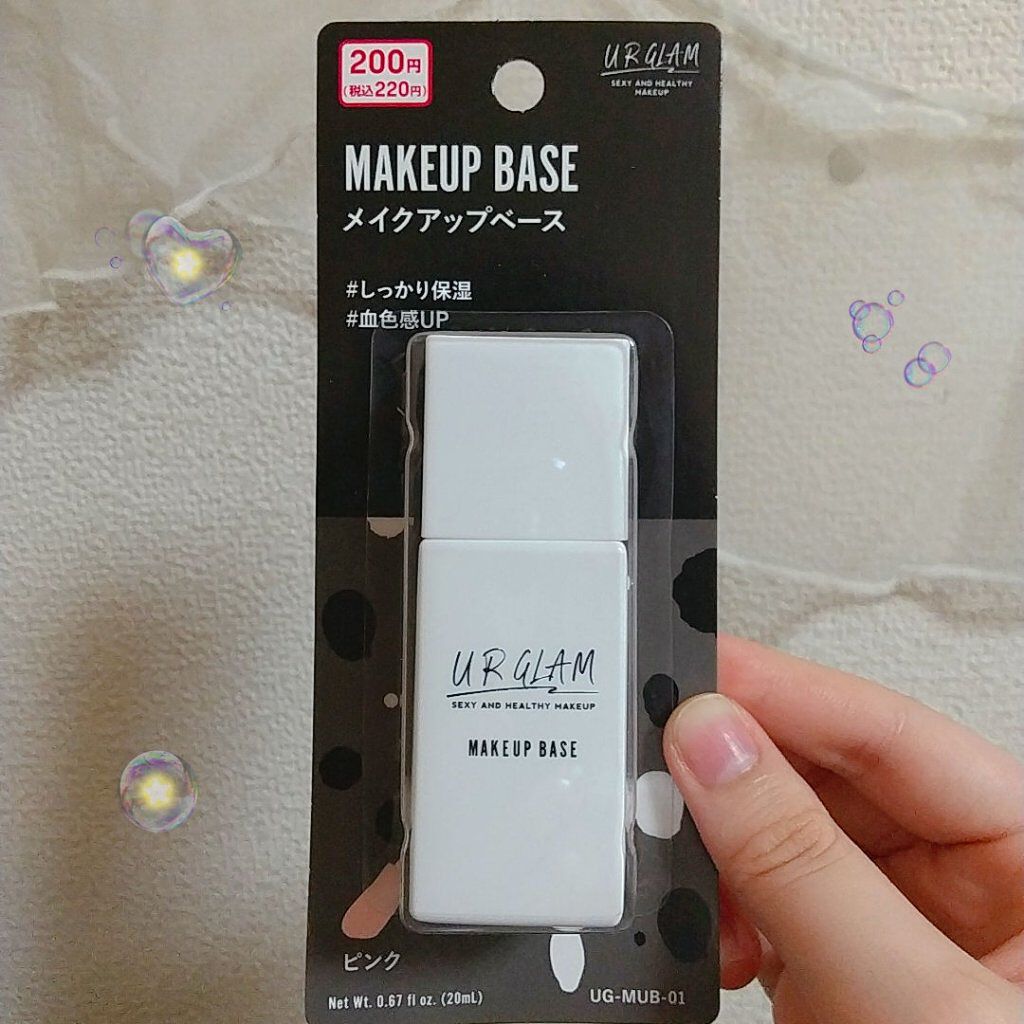 200円
(税込220円)
UR GLAM
SEXY AND HEALTHY
MAKEUP
MAKEUP BASE
メイクアップベース
#しっかり保湿
#血色感UP
UR GLAM
SEXY AND HEALTHY MAKEUP
MAKEUP BASE
ピンク
Net Wt. 0.67 fl oz. (20mL)
UG-MUB-01